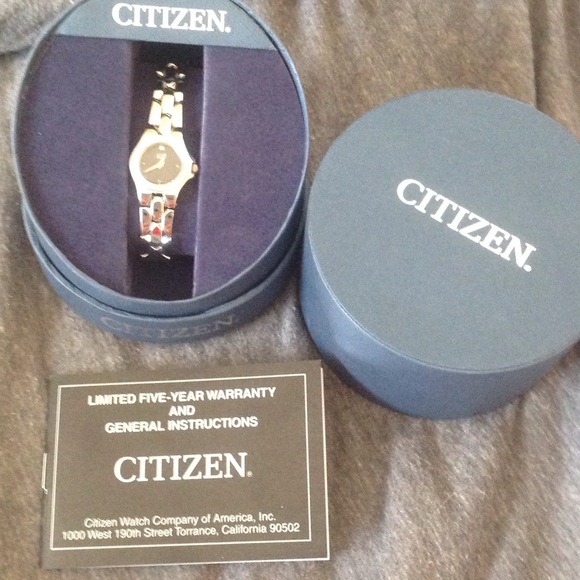 CITIZEN.
CITIZEN.
CITIZEN
LIMITED FIVE-YEAR WARRANTY
AND
GENERAL INSTRUCTIONS
CITIZEN®
Citizen Watch Company of America, Inc.
1000 West 190th Street Torrance, California 90502